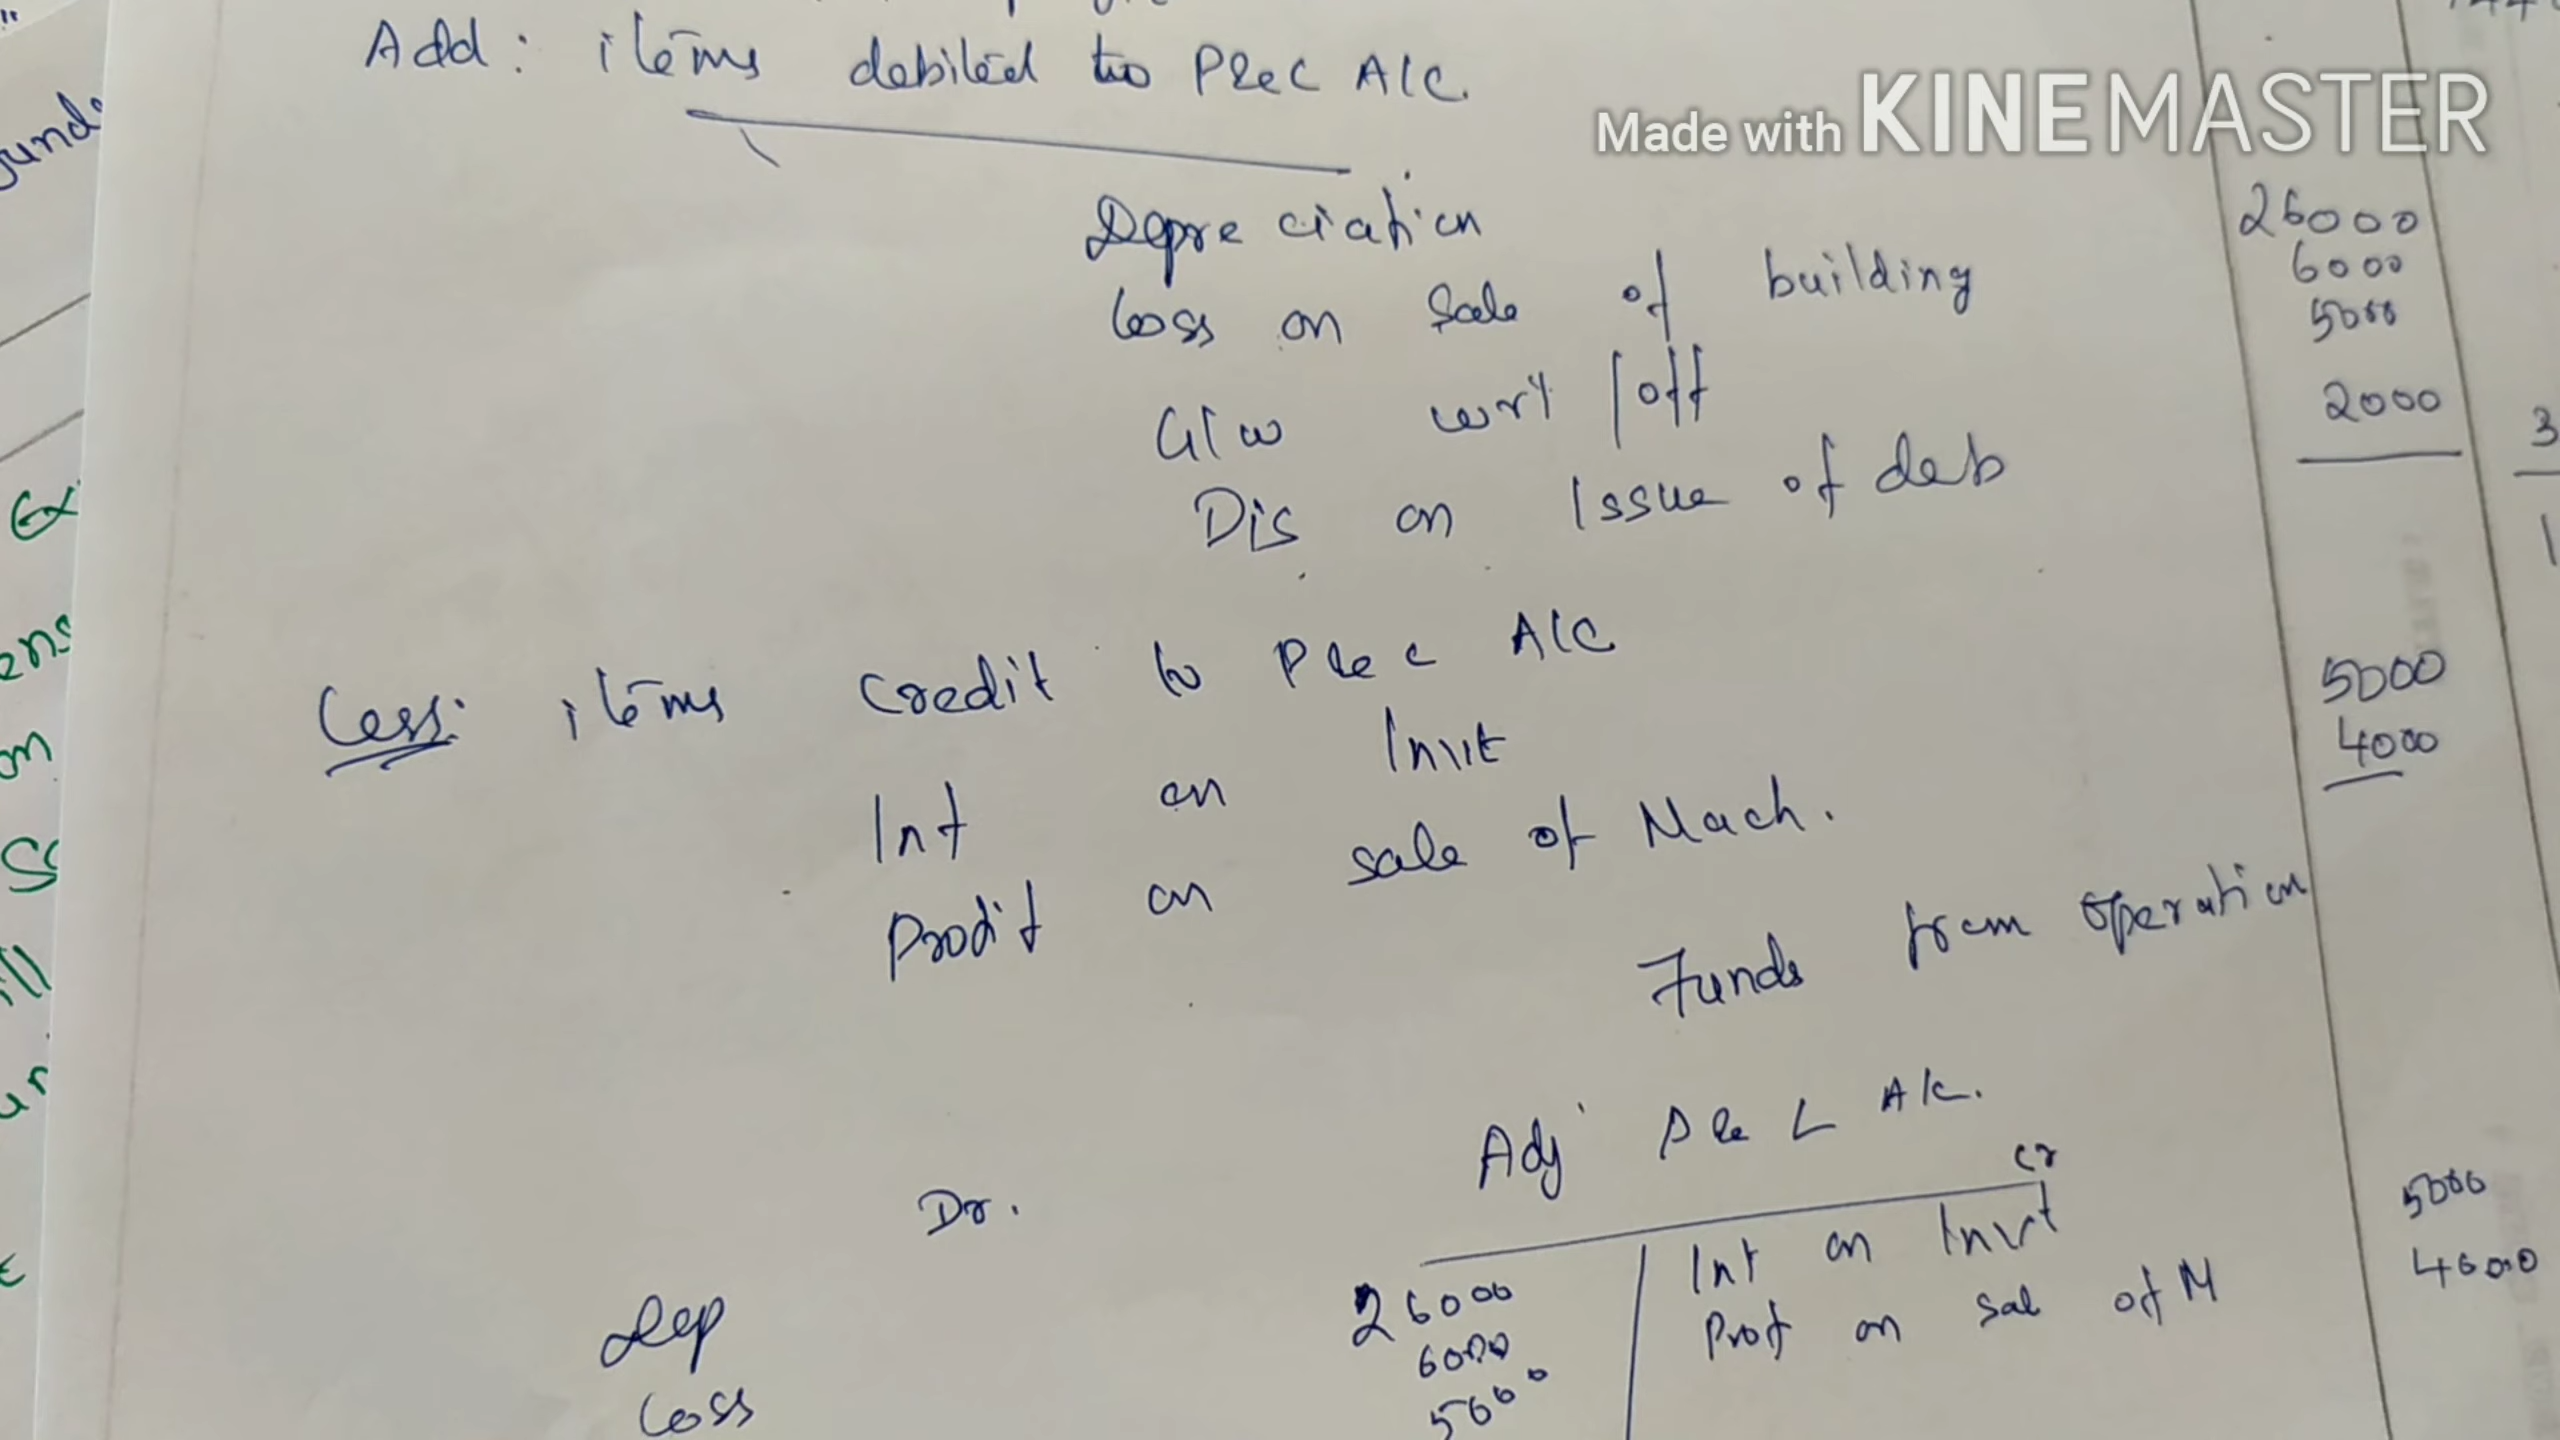 Add: items debited to P&L A/c.
Made with KINEMASTER
Depreciation 26000
Loss on Sale of building 6000
G/w wrt/off 5000
Dis on Issue of deb 2000
3
1
Less: items credit to P&L A/C
Int on Invt 5000
Profit on sale of Mach. 4000
Funds from operation
Adj P&L A/c.
Dr. Cr
Dep 26000 Int on Invt 5000
Loss 6000 Prof on Sal of M 4000
5000